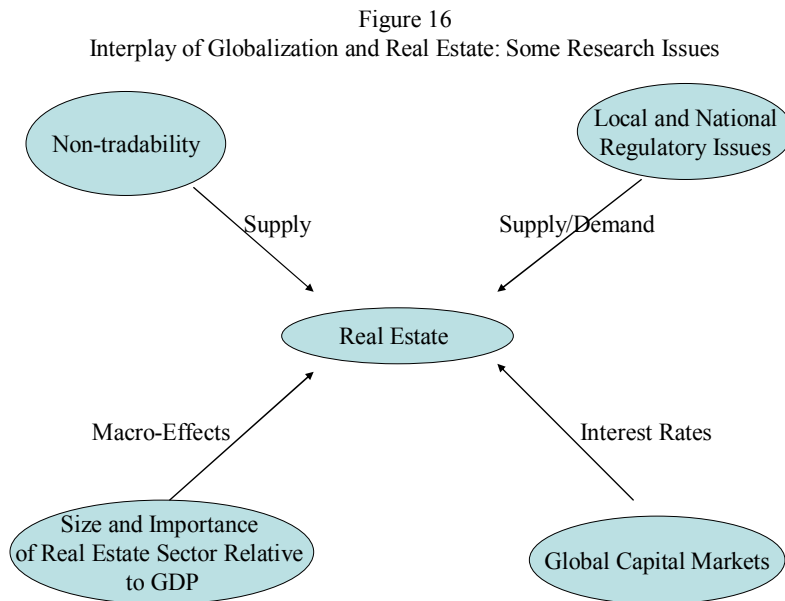 Figure 16
Interplay of Globalization and Real Estate: Some Research Issues
Non-tradability
Local and National
Regulatory Issues
Supply
Supply/Demand
Real Estate
Macro-Effects
Interest Rates
Size and Importance
of Real Estate Sector Relative
to GDP
Global Capital Markets